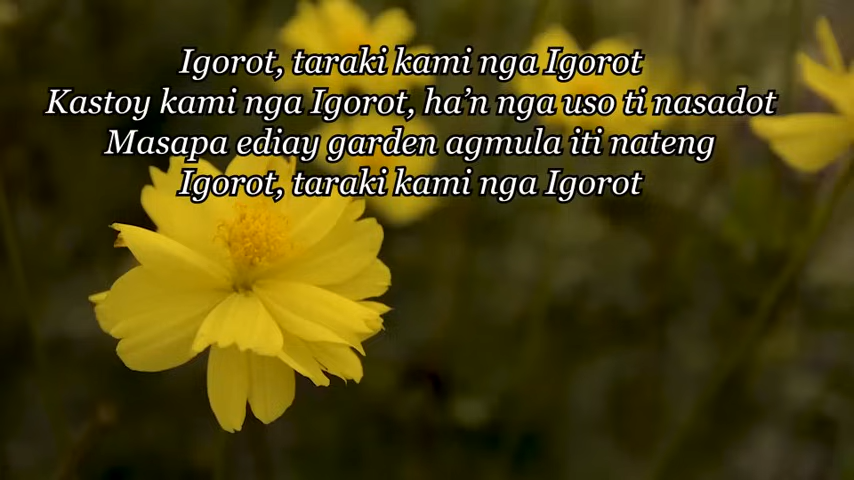 Igorot, taraki kami nga Igorot
Kastoy kami nga Igorot, ha’n nga uso ti nasadot
Masapa ediay garden agmula iti nateng
Igorot, taraki kami nga Igorot